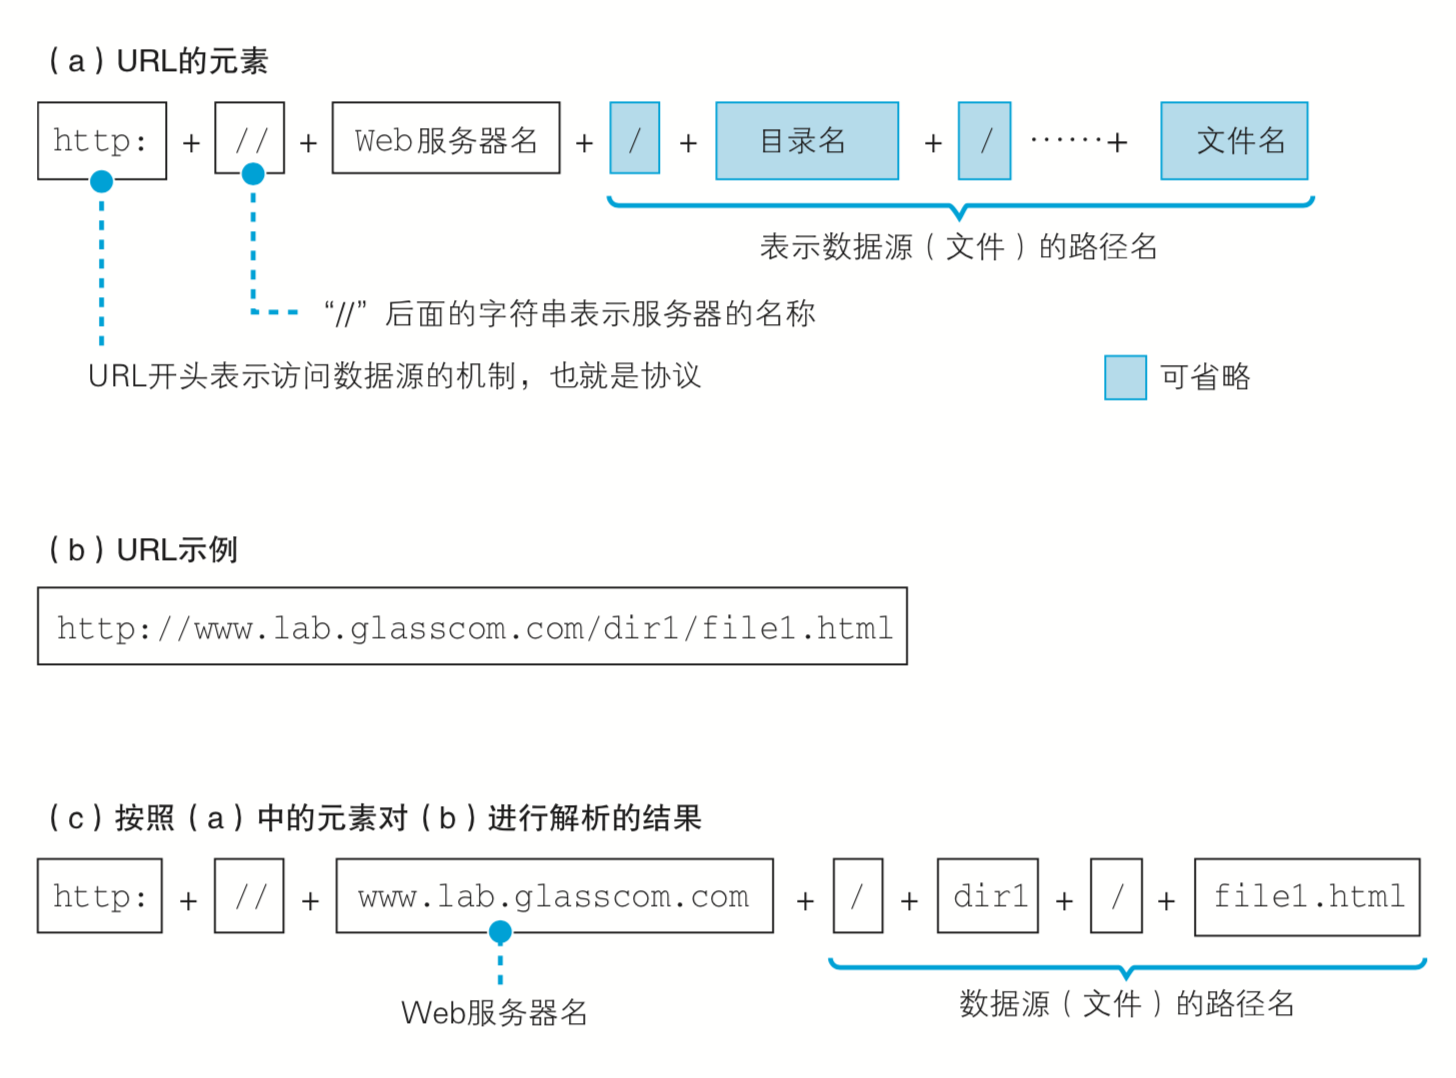 （a）URL的元素
http: + // + Web服务器名 + / + 目录名 + / ……+ 文件名
表示数据源（文件）的路径名
“//”后面的字符串表示服务器的名称
URL开头表示访问数据源的机制，也就是协议
可省略
（b）URL示例
http://www.lab.glasscom.com/dir1/file1.html
（c）按照（a）中的元素对（b）进行解析的结果
http: + // + www.lab.glasscom.com + / + dir1 + / + file1.html
Web服务器名
数据源（文件）的路径名